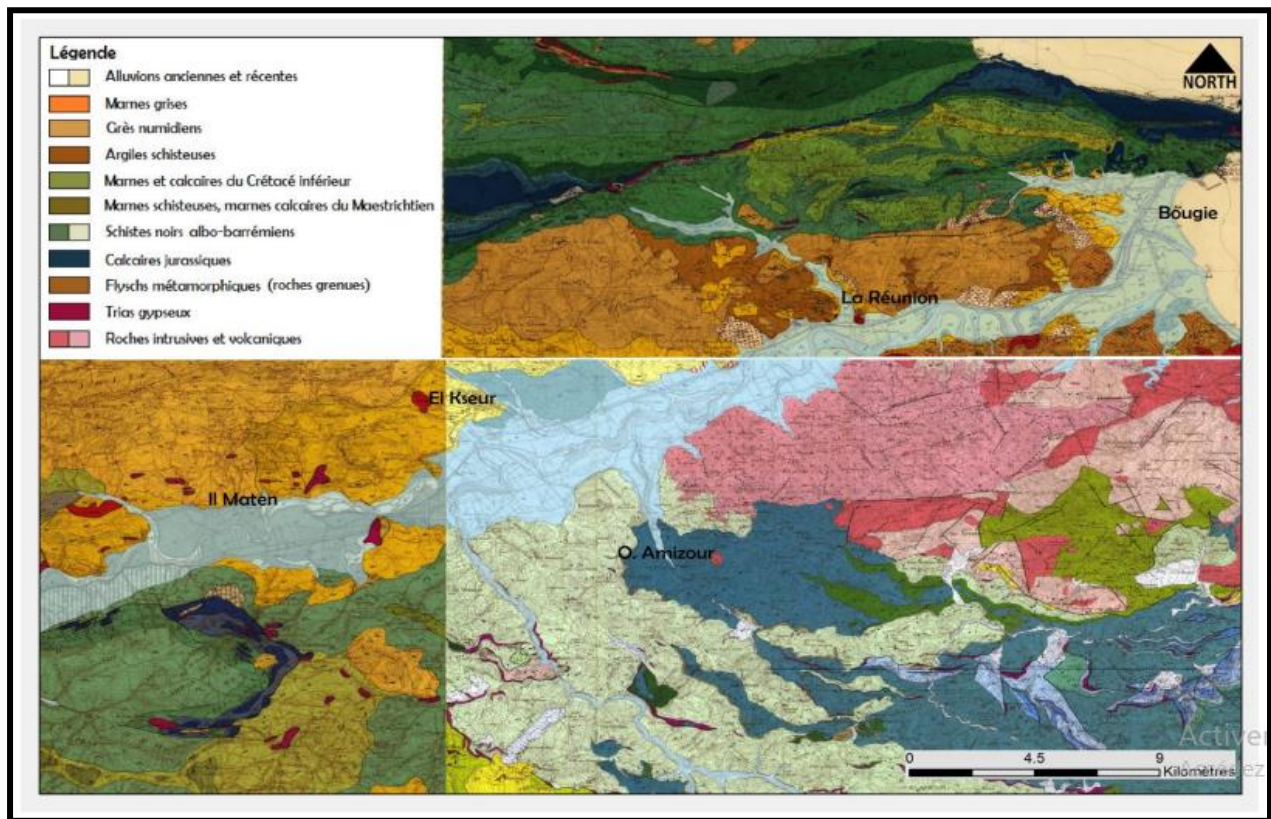 Légende
Alluvions anciennes et récentes
Marnes grises
Grès numidiens
Argiles schisteuses
Marnes et calcaires du Crétacé inférieur
Marnes schisteuses, marnes calcaires du Maestrichtien
Schistes noirs albo-barrémiens
Calcaires jurassiques
Flyschs métamorphiques (roches grenues)
Trias gypseux
Roches intrusives et volcaniques
NORTH
Böugie
La Réunion
El Kseur
Il Maten
O. Amizour
Activer
0 4.5 9
Kilomètres